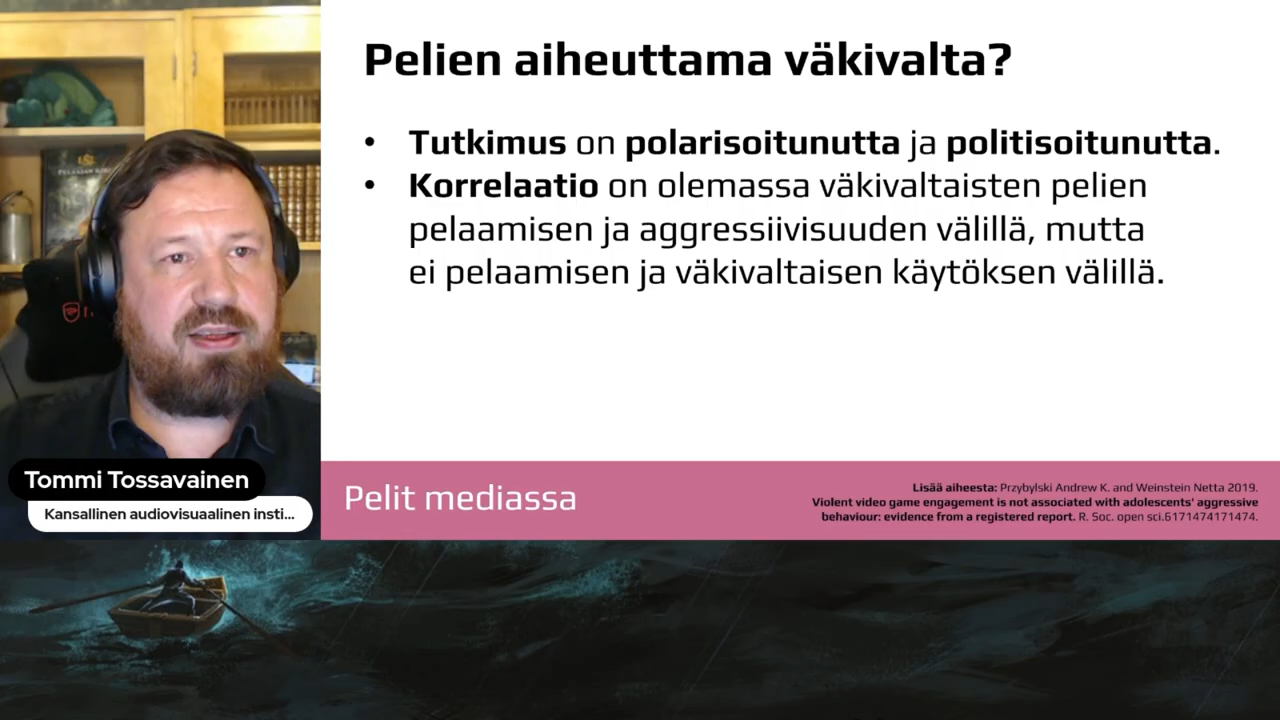 Pelien aiheuttama väkivalta?
• Tutkimus on polarisoitunutta ja politisoitunutta.
• Korrelaatio on olemassa väkivaltaisten pelien
pelaamisen ja aggressiivisuuden välillä, mutta
ei pelaamisen ja väkivaltaisen käytöksen välillä.
Tommi Tossavainen
Kansallinen audiovisuaalinen insti...
Pelit mediassa
Lisää aiheesta: Przybylski Andrew K. and Weinstein Netta 2019.
Violent video game engagement is not associated with adolescents' aggressive
behaviour: evidence from a registered report. R. Soc. open sci.6171474171474.